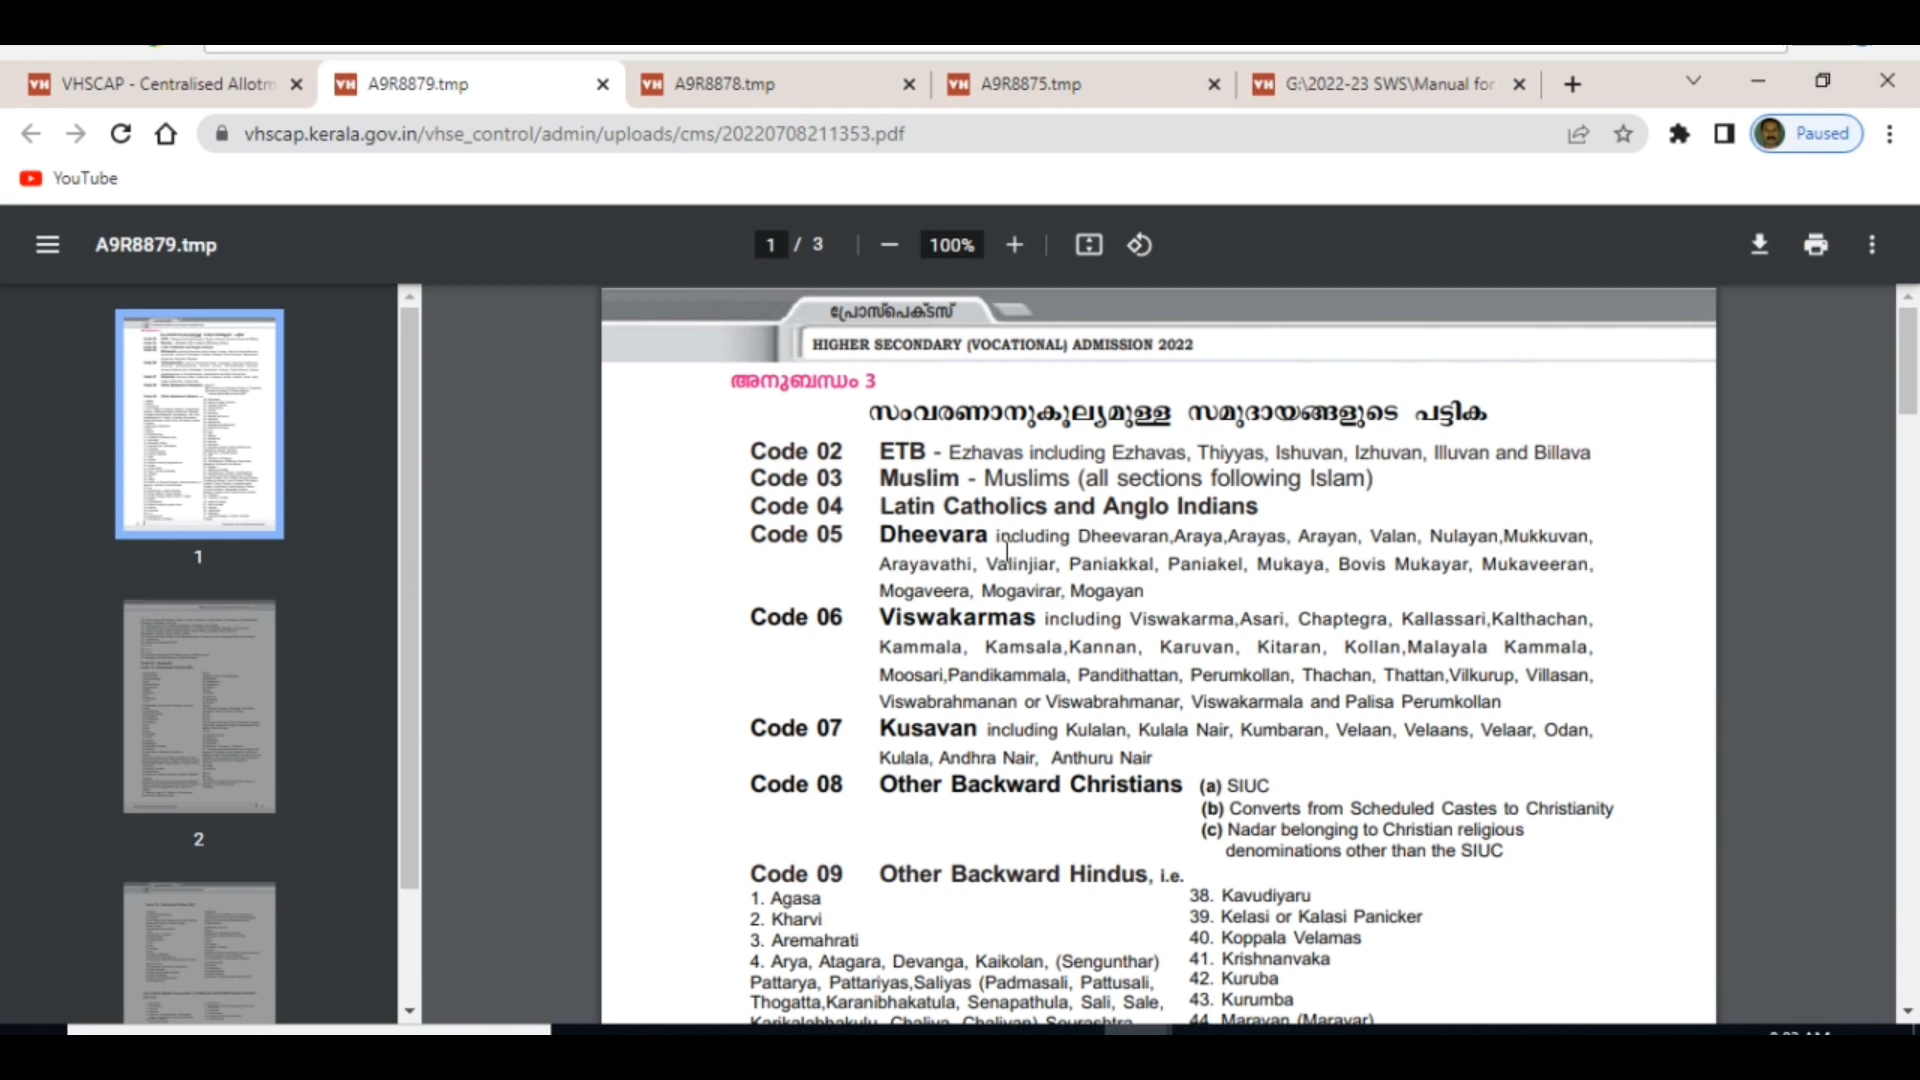 VHSCAP - Centralised Allotm
A9R8879.tmp
A9R8878.tmp
A9R8875.tmp
G:\2022-23 SWS\Manual for
vhscap.kerala.gov.in/vhse_control/admin/uploads/cms/20220708211353.pdf
Paused
YouTube
A9R8879.tmp
1 / 3
100%
1
2
പ്രോസ്പെക്ടസ്
HIGHER SECONDARY (VOCATIONAL) ADMISSION 2022
അനുബന്ധം 3
സംവരണാനുകൂല്യമുള്ള സമുദായങ്ങളുടെ പട്ടിക
Code 02 ETB - Ezhavas including Ezhavas, Thiyyas, Ishuvan, Izhuvan, Illuvan and Billava
Code 03 Muslim - Muslims (all sections following Islam)
Code 04 Latin Catholics and Anglo Indians
Code 05 Dheevara including Dheevaran,Araya,Arayas, Arayan, Valan, Nulayan,Mukkuvan,
Arayavathi, Valinjiar, Paniakkal, Paniakel, Mukaya, Bovis Mukayar, Mukaveeran,
Mogaveera, Mogavirar, Mogayan
Code 06 Viswakarmas including Viswakarma,Asari, Chaptegra, Kallassari,Kalthachan,
Kammala, Kamsala,Kannan, Karuvan, Kitaran, Kollan,Malayala Kammala,
Moosari,Pandikammala, Pandithattan, Perumkollan, Thachan, Thattan,Vilkurup, Villasan,
Viswabrahmanan or Viswabrahmanar, Viswakarmala and Palisa Perumkollan
Code 07 Kusavan including Kulalan, Kulala Nair, Kumbaran, Velaan, Velaans, Velaar, Odan,
Kulala, Andhra Nair, Anthuru Nair
Code 08 Other Backward Christians (a) SIUC
(b) Converts from Scheduled Castes to Christianity
(c) Nadar belonging to Christian religious
denominations other than the SIUC
Code 09 Other Backward Hindus, i.e.
1. Agasa
2. Kharvi
3. Aremahrati
4. Arya, Atagara, Devanga, Kaikolan, (Sengunthar)
Pattarya, Pattariyas,Saliyas (Padmasali, Pattusali,
Thogatta,Karanibhakatula, Senapathula, Sali, Sale,
Karikalabhakulu, Chaliya, Chaliyan) Sourashtra,
38. Kavudiyaru
39. Kelasi or Kalasi Panicker
40. Koppala Velamas
41. Krishnanvaka
42. Kuruba
43. Kurumba
44. Maravan (Maravar)